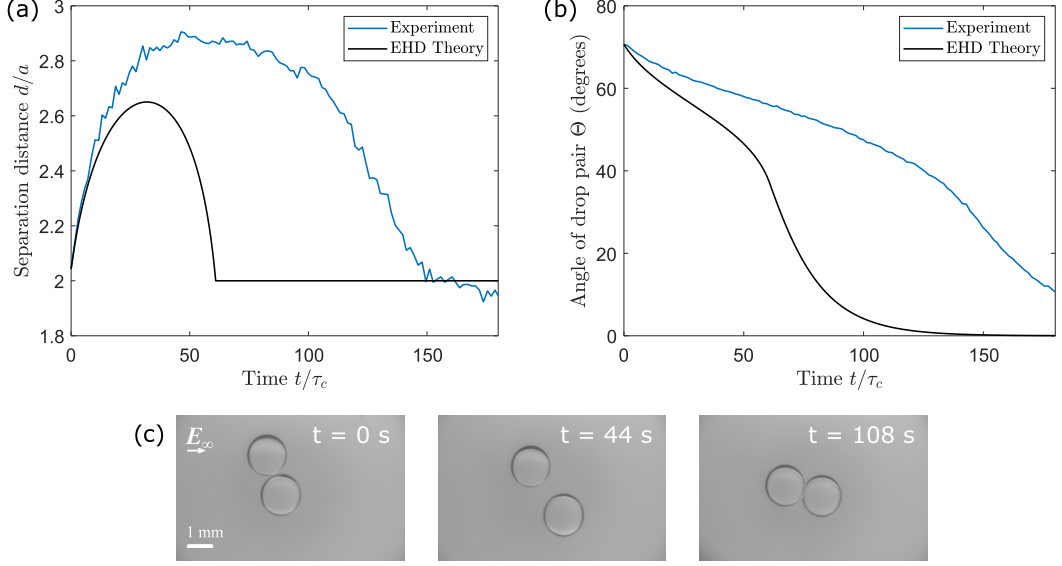 (a)
3
2.8
2.6
2.4
2.2
2
1.8
Separation distance d/a
Experiment
EHD Theory
0
50
100
150
Time t/τc
(b)
80
60
40
20
0
Angle of drop pair Θ (degrees)
Experiment
EHD Theory
0
50
100
150
Time t/τc
(c)
E∞
t = 0 s
1 mm
t = 44 s
t = 108 s